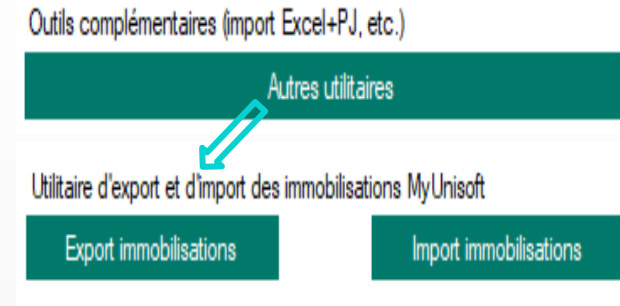 Outils complémentaires (import Excel+PJ, etc.)
Autres utilitaires
Utilitaire d'export et d'import des immobilisations MyUnisoft
Export immobilisations
Import immobilisations